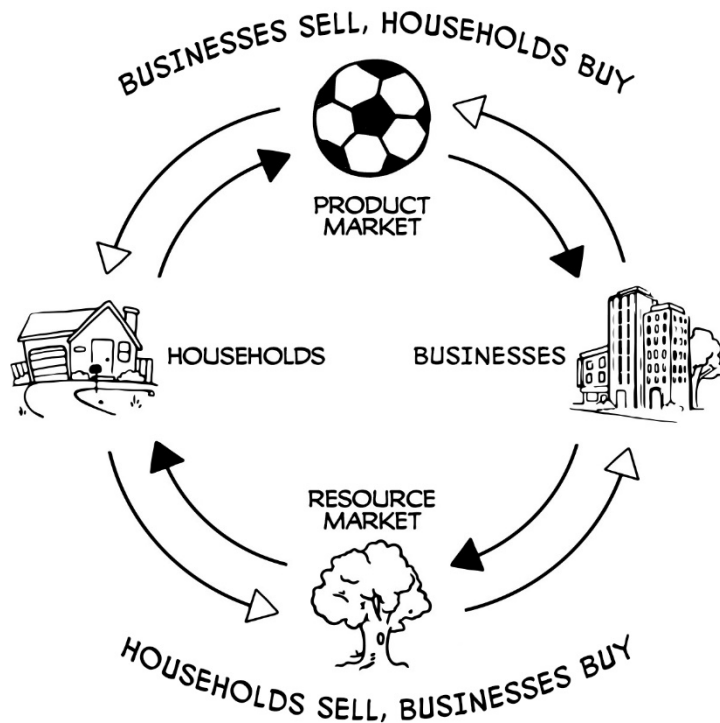 BUSINESSES SELL, HOUSEHOLDS BUY
PRODUCT
MARKET
HOUSEHOLDS
BUSINESSES
RESOURCE
MARKET
HOUSEHOLDS SELL, BUSINESSES BUY